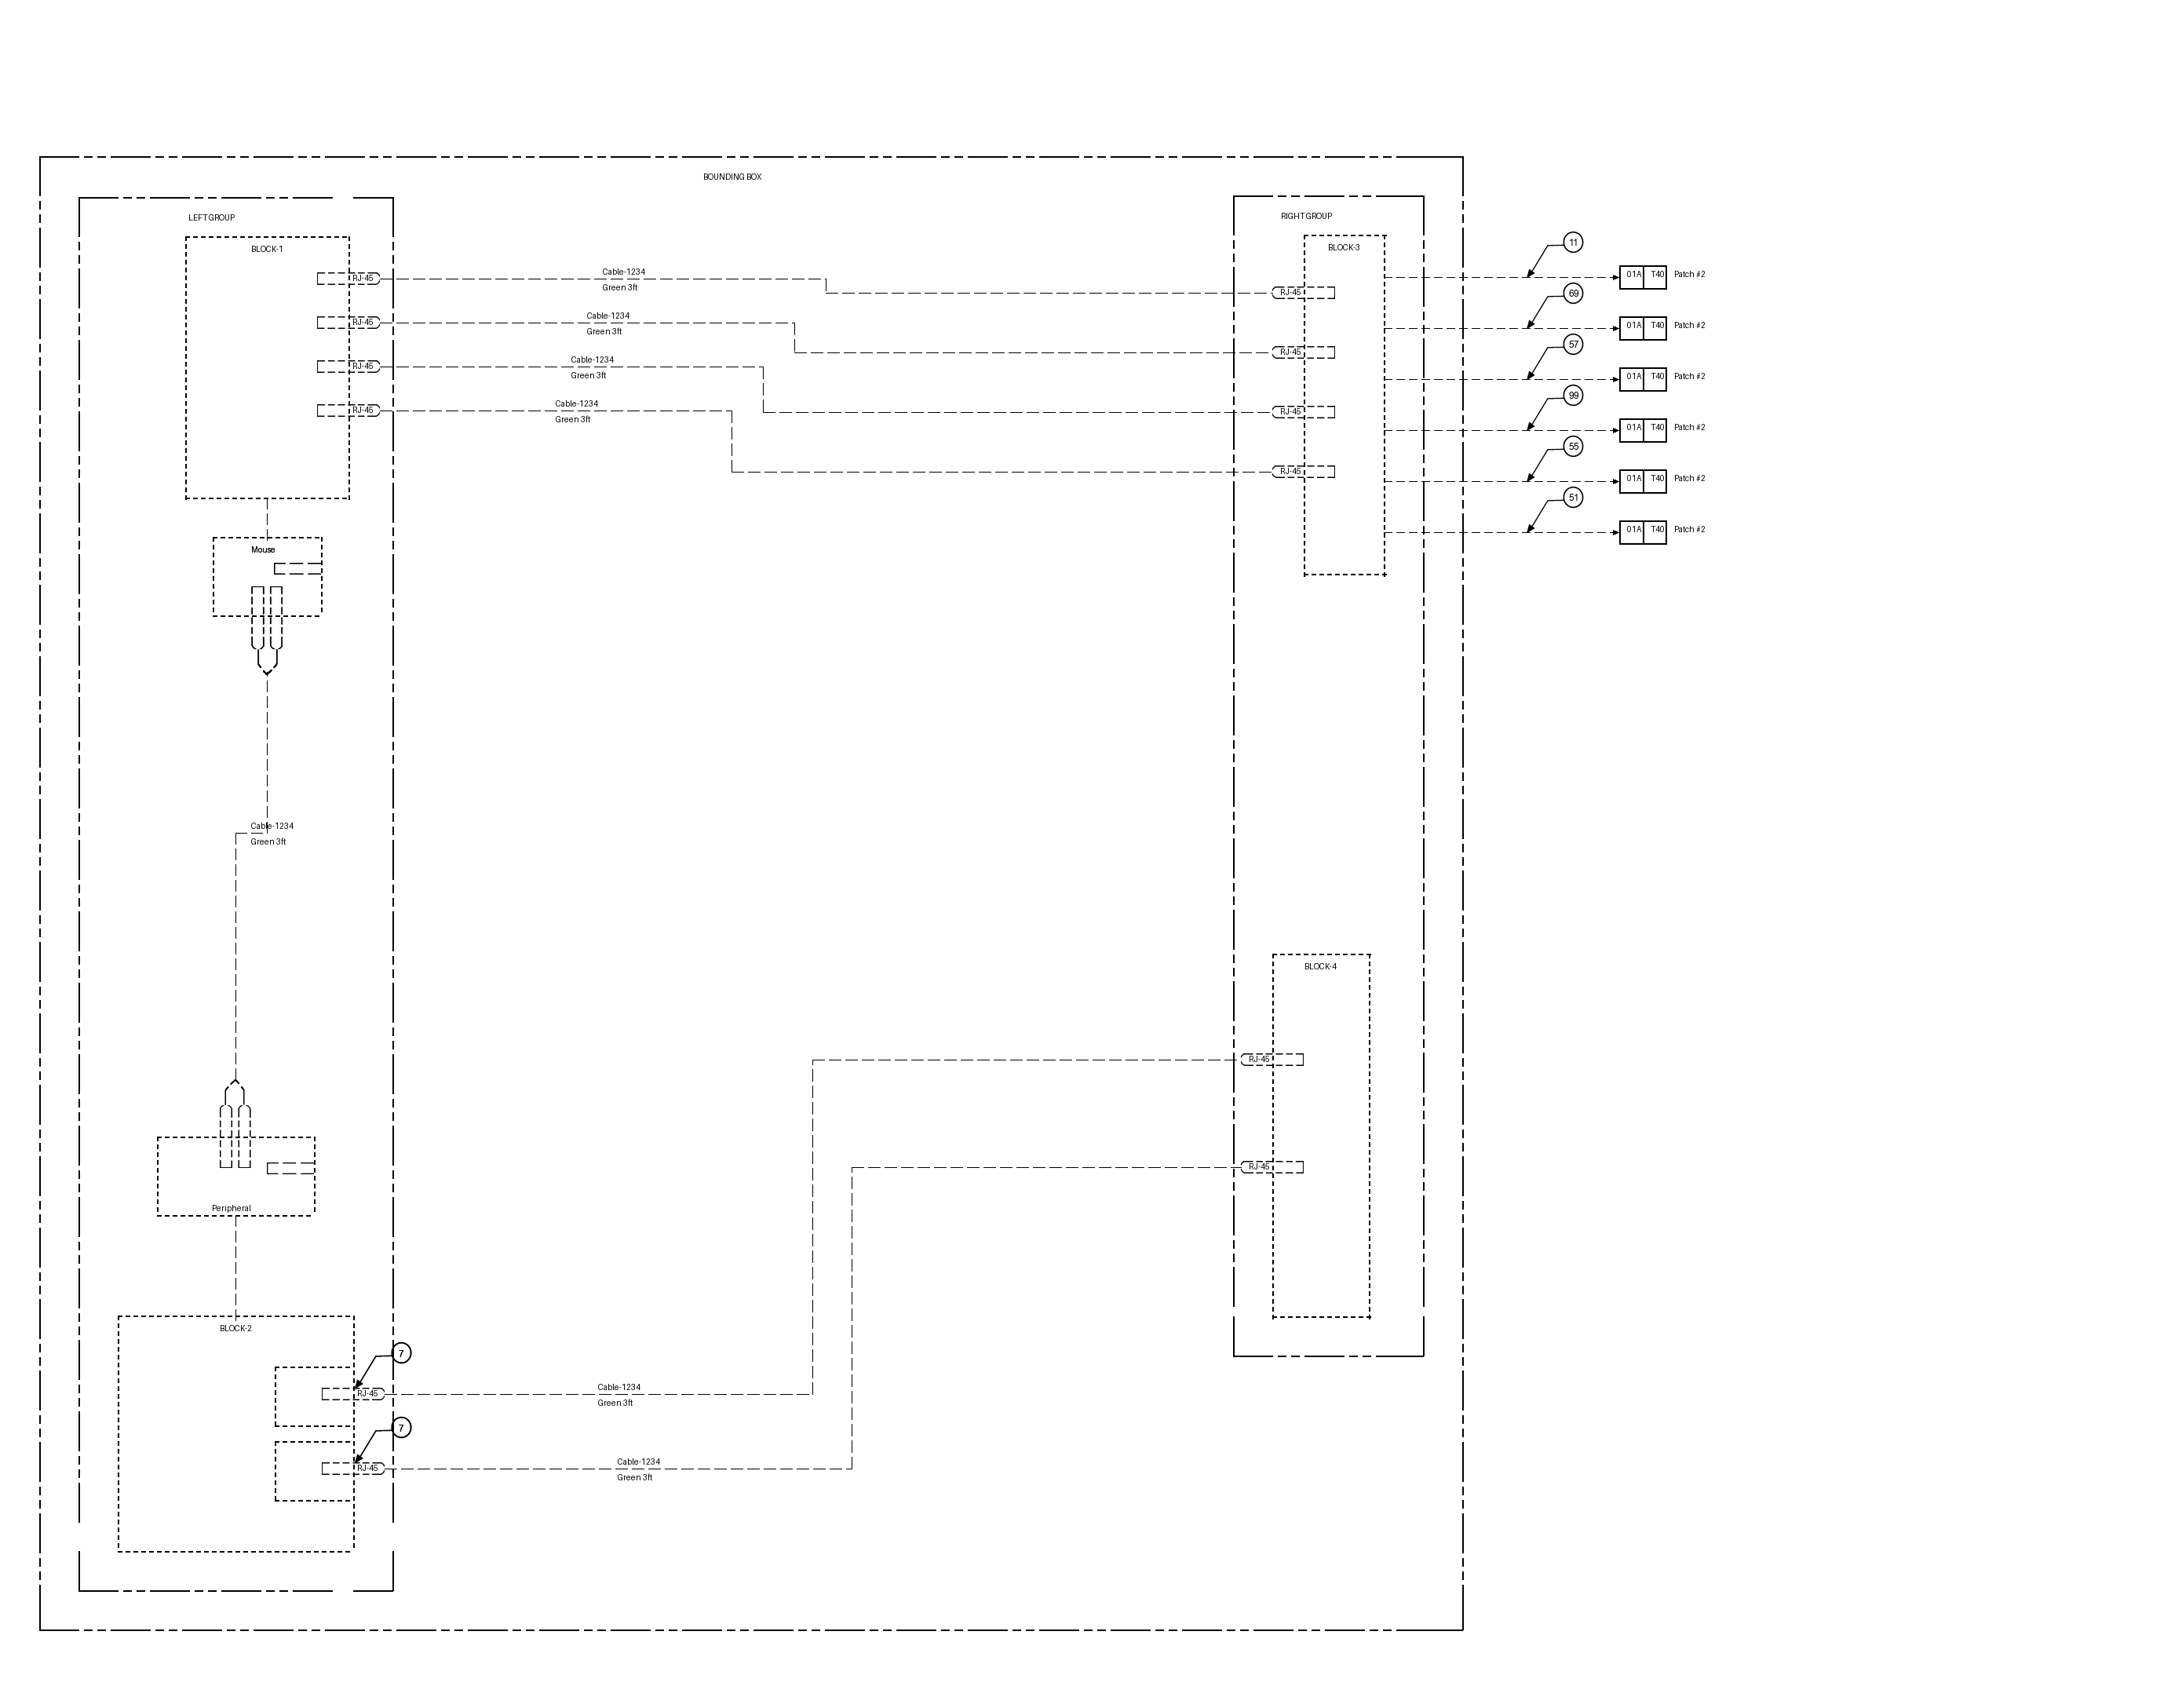 BOUNDING BOX
LEFT GROUP
RIGHT GROUP
BLOCK-1
BLOCK-3
RJ-45
Cable-1234
Green 3ft
RJ-45
RJ-45
Cable-1234
Green 3ft
RJ-45
RJ-45
Cable-1234
Green 3ft
RJ-45
RJ-45
Cable-1234
Green 3ft
RJ-45
11
01A T40 Patch #2
69
01A T40 Patch #2
57
01A T40 Patch #2
99
01A T40 Patch #2
55
01A T40 Patch #2
51
01A T40 Patch #2
Mouse
Cable-1234
Green 3ft
BLOCK-4
RJ-45
RJ-45
Peripheral
BLOCK-2
7
RJ-45
Cable-1234
Green 3ft
7
RJ-45
Cable-1234
Green 3ft